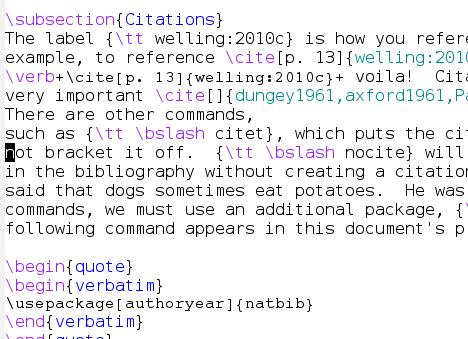 \subsection{Citations}
The label {\tt welling:2010c} is how you refere
example, to reference \cite[p. 13]{welling:2010
\verb+\cite[p. 13]{welling:2010c}+ voila!  Cita
very important \cite[]{dungey1961,axford1961,Pa
There are other commands,
such as {\tt \bslash citet}, which puts the cit
not bracket it off.  {\tt \bslash nocite} will
in the bibliography without creating a citation
said that dogs sometimes eat potatoes.  He was
commands, we must use an additional package, {\
following command appears in this document's p

\begin{quote}
\begin{verbatim}
\usepackage[authoryear]{natbib}
\end{verbatim}
\end{quote}